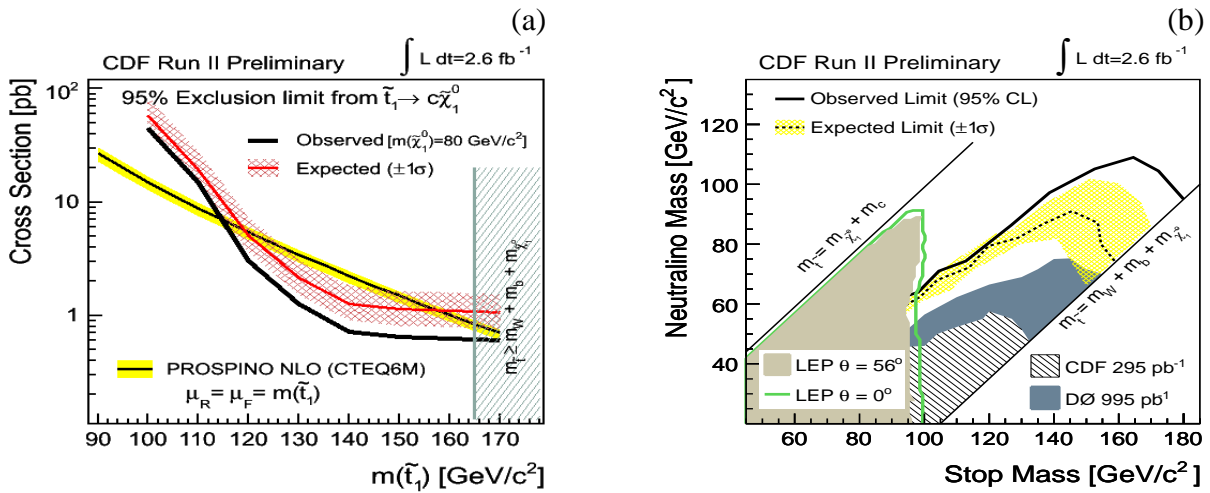 (a)
CDF Run II Preliminary ∫ L dt=2.6 fb⁻¹
95% Exclusion limit from t̃₁→ cχ̃₁⁰
Observed [m(χ̃₁⁰)=80 GeV/c²]
Expected (±1σ)
Cross Section [pb]
10²
10
1
m_t̃ ≥ m_W + m_b + m_χ̃₁⁰
PROSPINO NLO (CTEQ6M)
μ_R= μ_F= m(t̃₁)
90 100 110 120 130 140 150 160 170
m(t̃₁) [GeV/c²]
(b)
CDF Run II Preliminary ∫ L dt=2.6 fb⁻¹
Observed Limit (95% CL)
Expected Limit (±1σ)
Neutralino Mass [GeV/c²]
120
100
80
60
40
m_t̃= m_χ̃₁⁰ + m_c
m_t̃= m_W + m_b + m_χ̃₁⁰
LEP θ = 56°
LEP θ = 0°
CDF 295 pb⁻¹
DØ 995 pb¹
60 80 100 120 140 160 180
Stop Mass [GeV/c²]